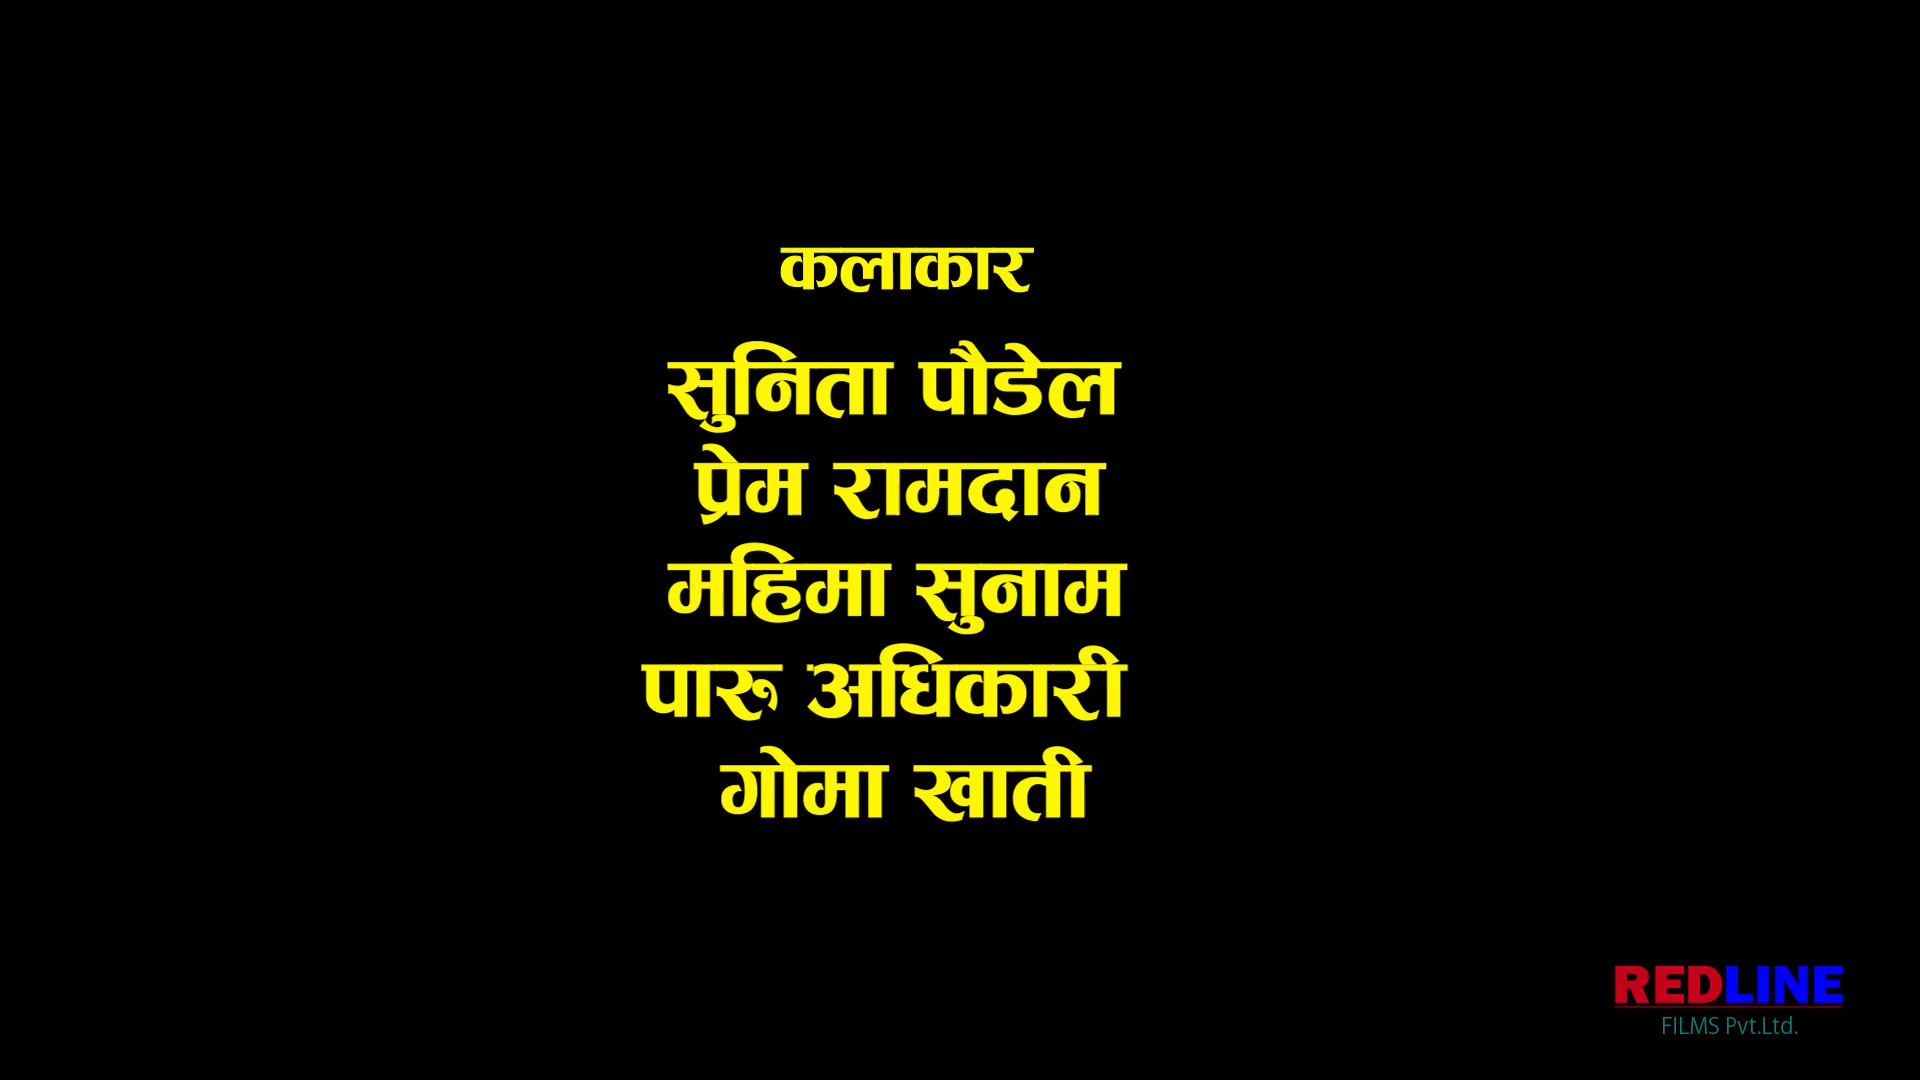 कलाकार
सुनिता पौडेल
प्रेम रामदान
महिमा सुनाम
पारु अधिकारी
गोमा खाती
REDLINE
FILMS Pvt.Ltd.